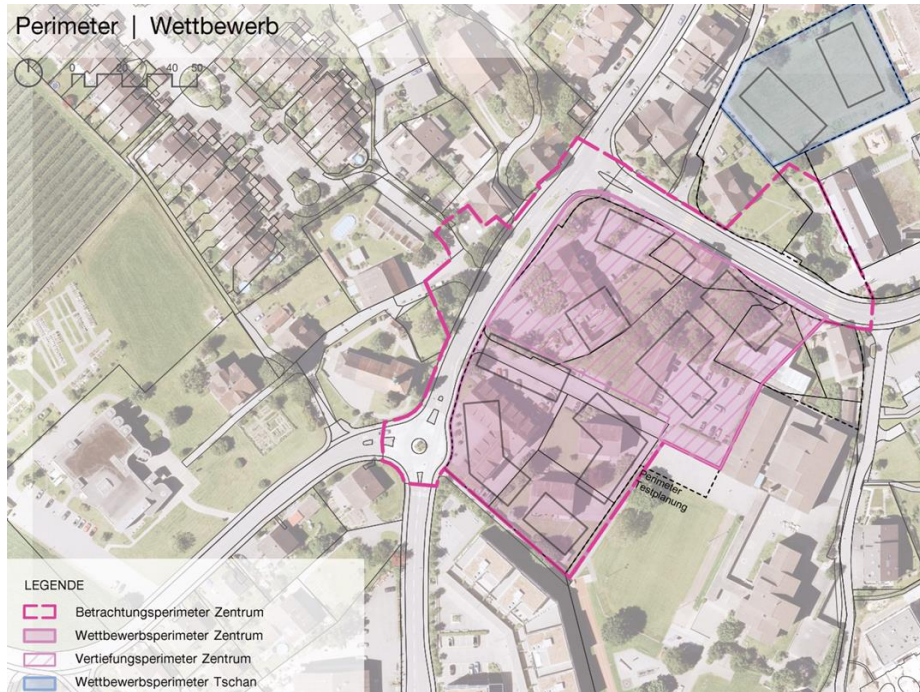 Perimeter | Wettbewerb
0 20 40 50
Perimeter
Testplanung
LEGENDE
Betrachtungsperimeter Zentrum
Wettbewerbsperimeter Zentrum
Vertiefungsperimeter Zentrum
Wettbewerbsperimeter Tschan